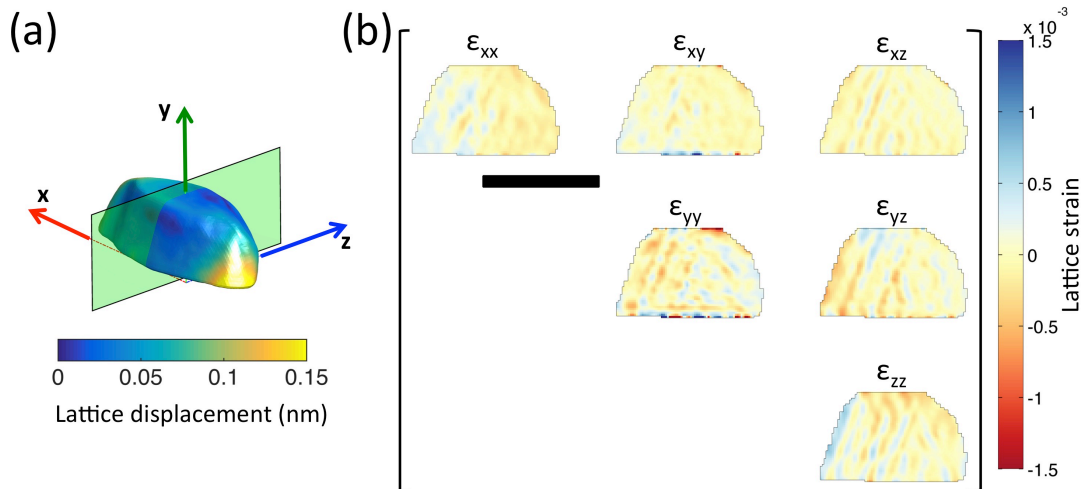 (a)
y
x
z
0 0.05 0.1 0.15
Lattice displacement (nm)
(b)
εxx εxy εxz
εyy εyz
εzz
x 10⁻³
1.5
1
0.5
0
-0.5
-1
-1.5
Lattice strain